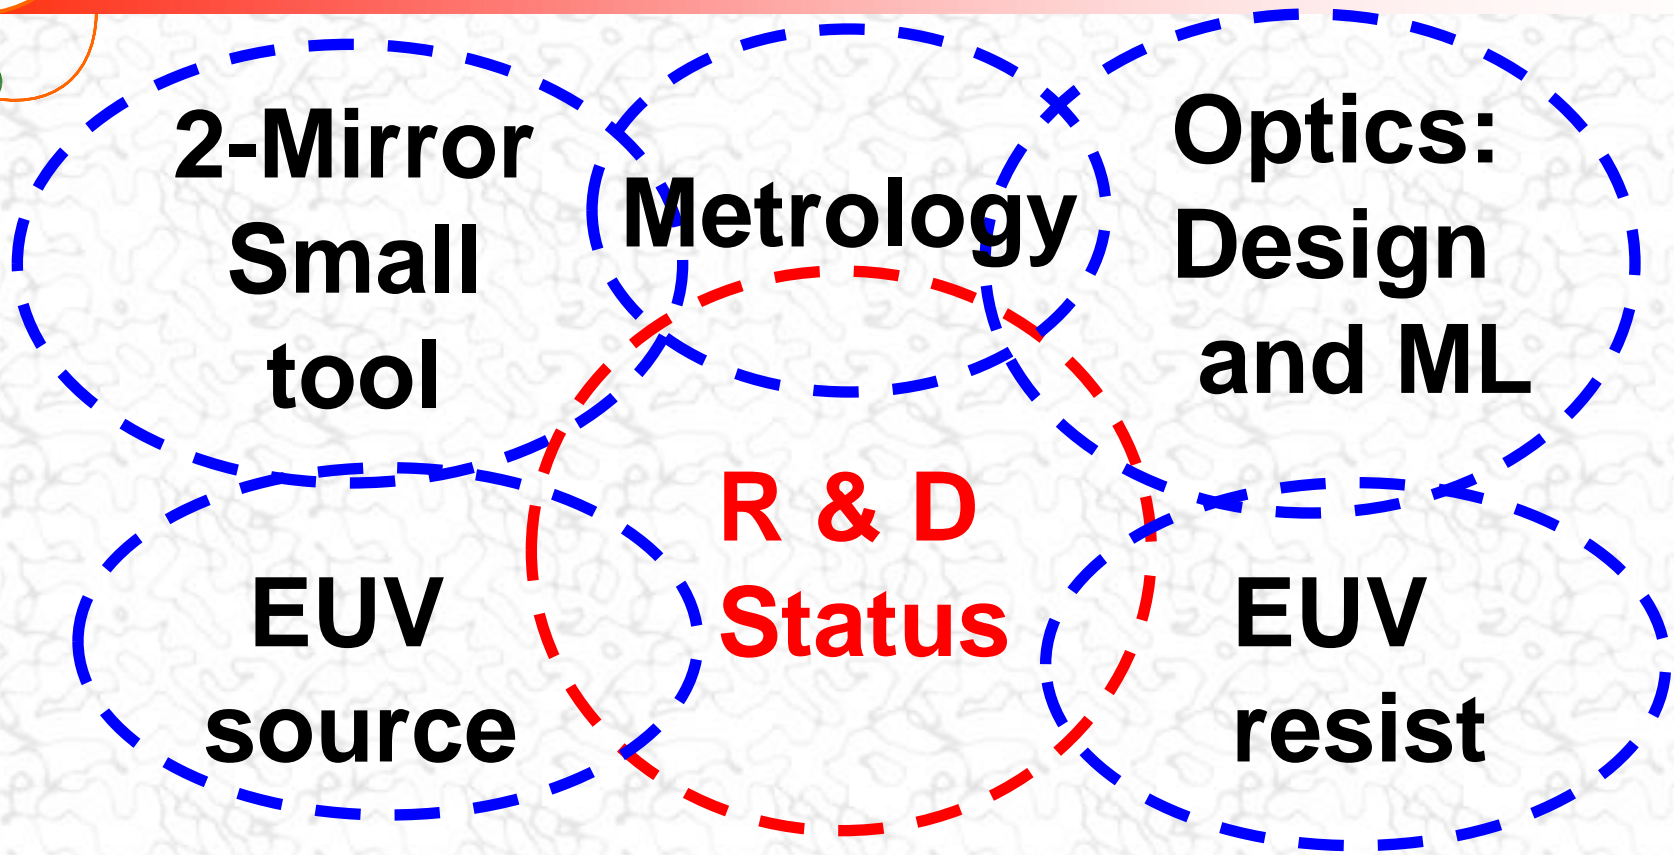 2-Mirror
Small
tool
Metrology
Optics:
Design
and ML
R & D
Status
EUV
source
EUV
resist